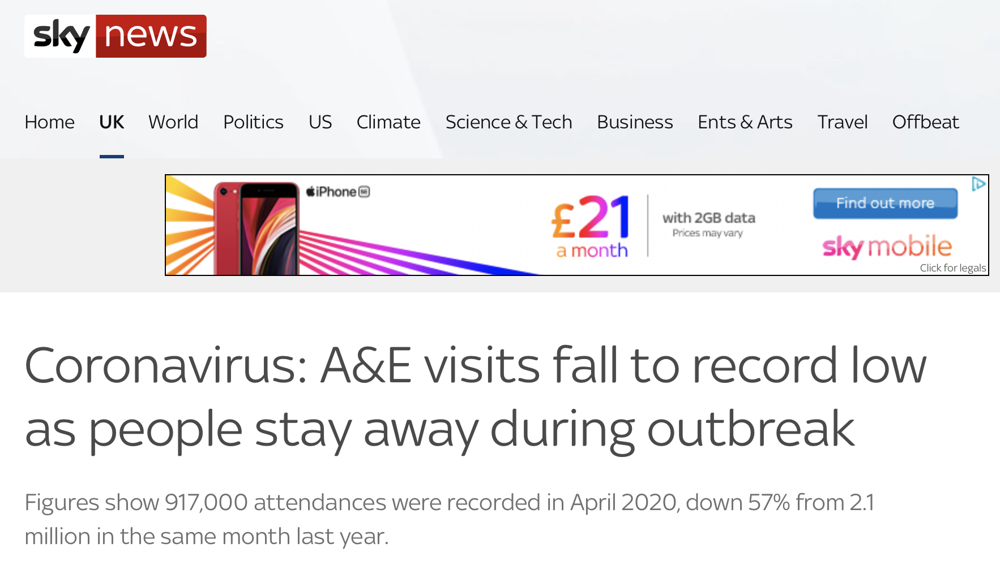 sky news
Home UK World Politics US Climate Science & Tech Business Ents & Arts Travel Offbeat
iPhone SE
£21
a month
with 2GB data
Prices may vary
Find out more
sky mobile
Click for legals
Coronavirus: A&E visits fall to record low
as people stay away during outbreak
Figures show 917,000 attendances were recorded in April 2020, down 57% from 2.1
million in the same month last year.